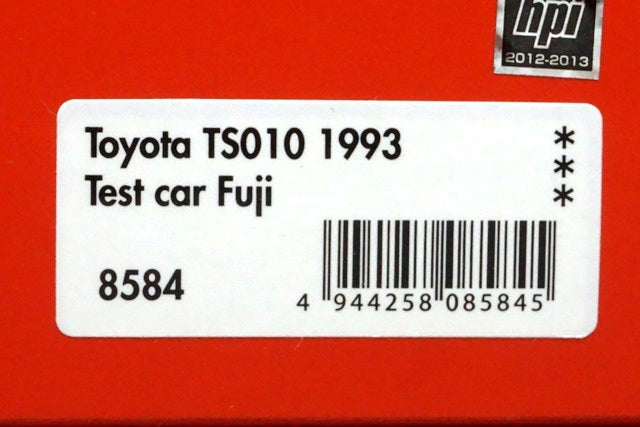 hpi
2012-2013
Toyota TS010 1993
Test car Fuji
***
8584
4 944258 085845